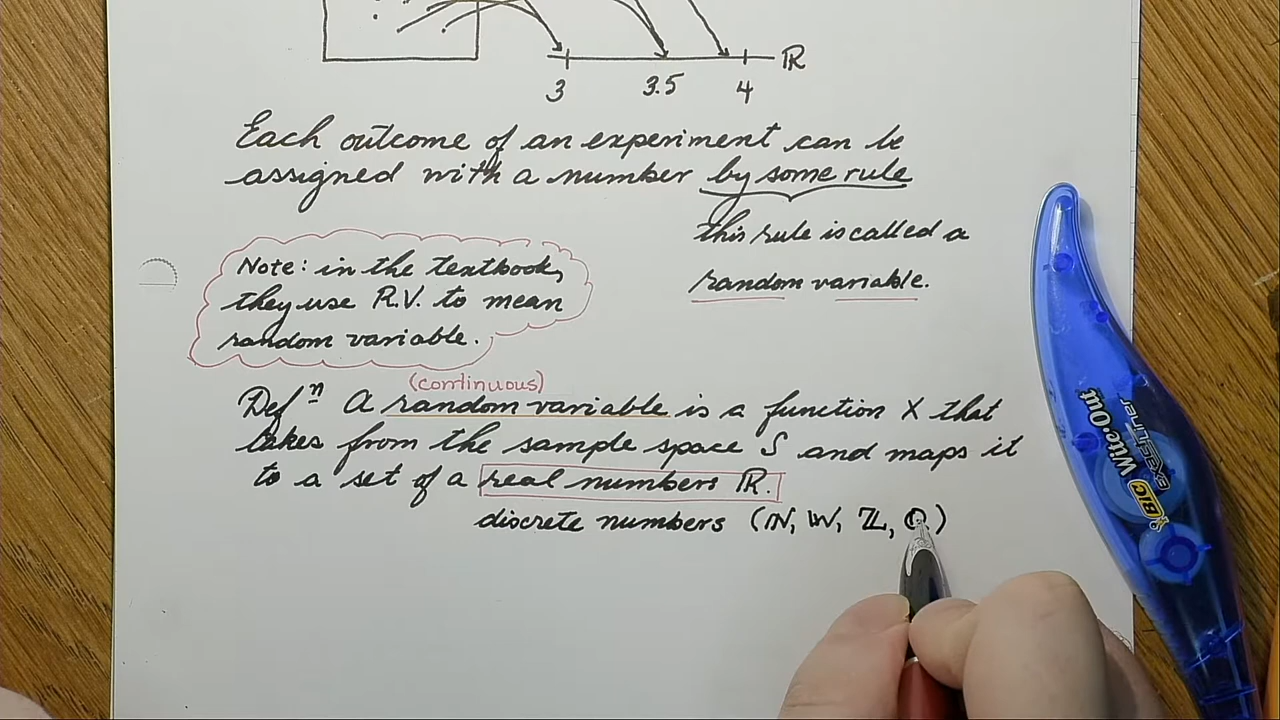 ℝ
3 3.5 4
Each outcome of an experiment can be
assigned with a number by some rule
this rule is called a
random variable.
Note: in the textbook,
they use R.V. to mean
random variable.
(continuous)
Defⁿ A random variable is a function X that
takes from the sample space S and maps it
to a set of a real numbers ℝ.
discrete numbers (ℕ, 𝕎, ℤ, ℚ)
BIC Wite·Out
EXACT LINER